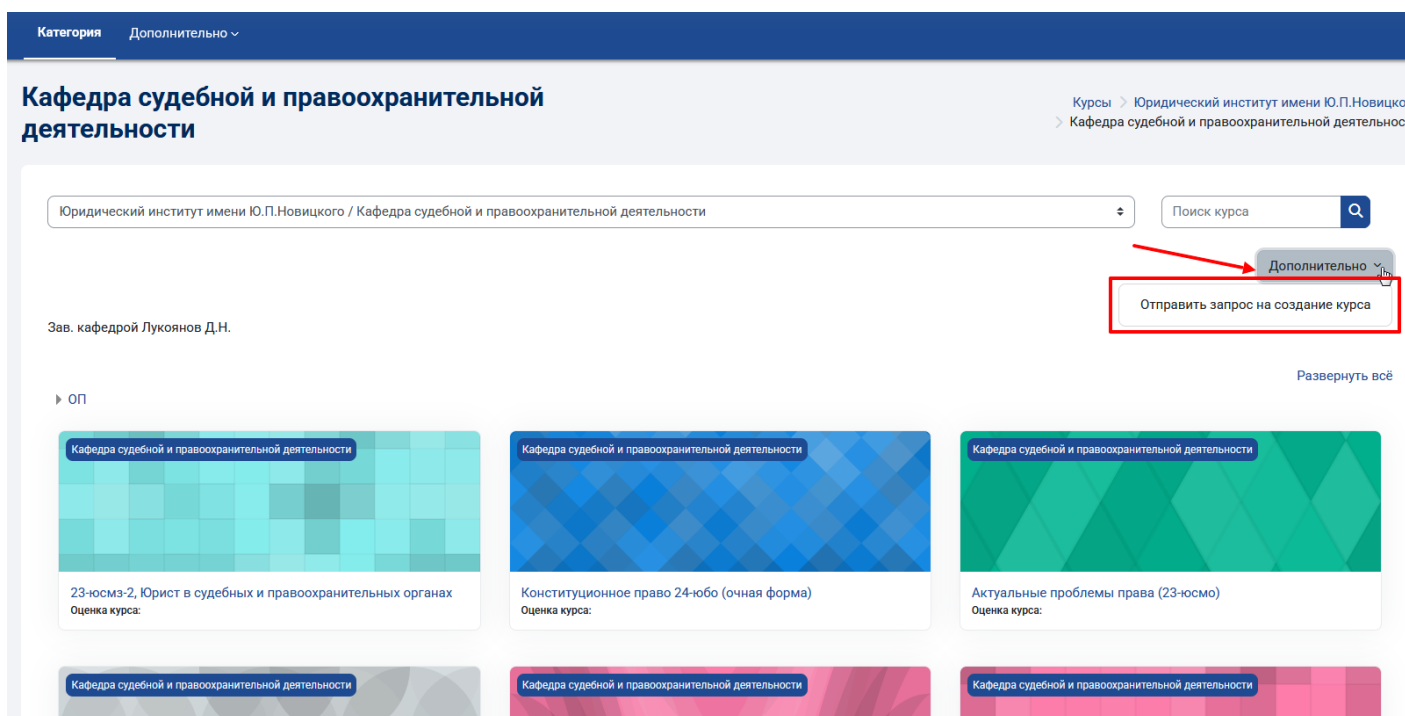 Категория Дополнительно
Кафедра судебной и правоохранительной
деятельности
Курсы > Юридический институт имени Ю.П.Новицко
> Кафедра судебной и правоохранительной деятельнос
Юридический институт имени Ю.П.Новицкого / Кафедра судебной и правоохранительной деятельности
Поиск курса
Дополнительно
Отправить запрос на создание курса
Зав. кафедрой Лукоянов Д.Н.
Развернуть всё
ОП
Кафедра судебной и правоохранительной деятельности
23-юсмз-2, Юрист в судебных и правоохранительных органах
Оценка курса:
Кафедра судебной и правоохранительной деятельности
Конституционное право 24-юбо (очная форма)
Оценка курса:
Кафедра судебной и правоохранительной деятельности
Актуальные проблемы права (23-юсмо)
Оценка курса:
Кафедра судебной и правоохранительной деятельности
Кафедра судебной и правоохранительной деятельности
Кафедра судебной и правоохранительной деятельности